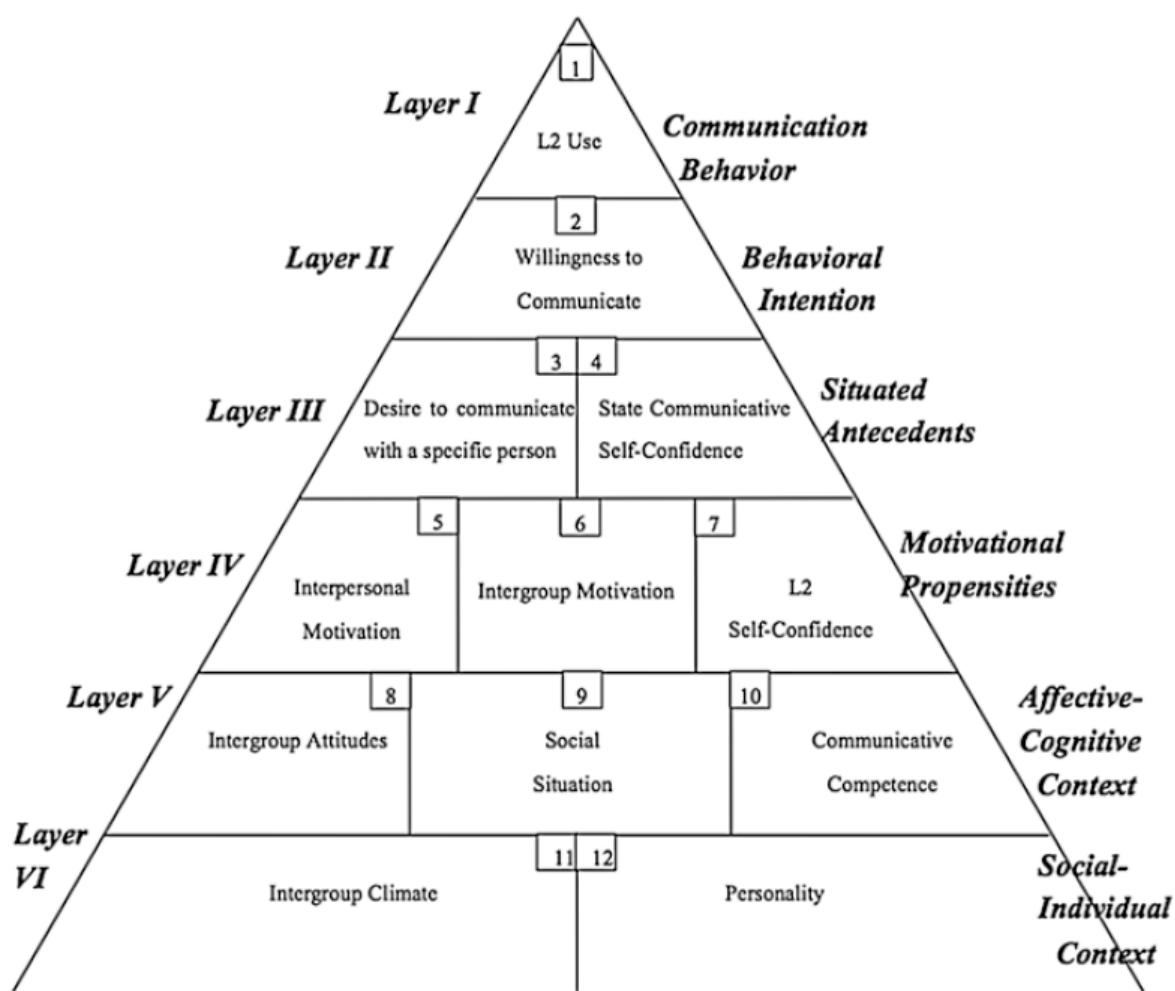 1
Layer I
L2 Use
Communication
Behavior
2
Layer II
Willingness to
Communicate
Behavioral
Intention
3 4
Layer III
Desire to communicate
with a specific person
State Communicative
Self-Confidence
Situated
Antecedents
5 6 7
Layer IV
Interpersonal
Motivation
Intergroup Motivation
L2
Self-Confidence
Motivational
Propensities
8 9 10
Layer V
Intergroup Attitudes
Social
Situation
Communicative
Competence
Affective-
Cognitive
Context
11 12
Layer
VI
Intergroup Climate
Personality
Social-
Individual
Context